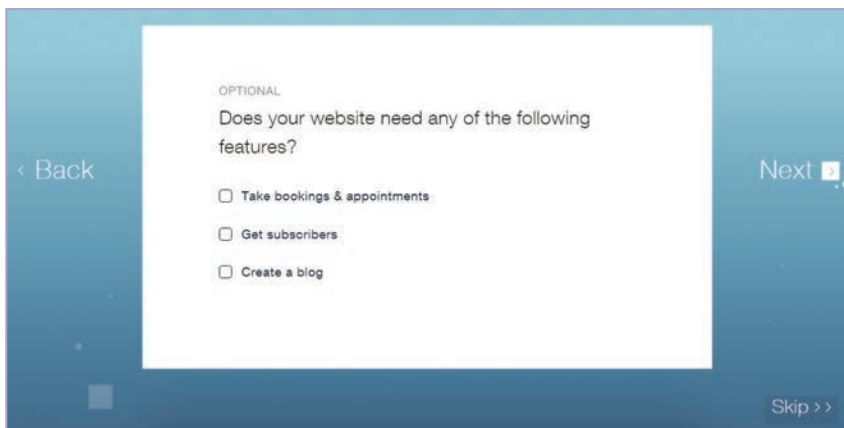 OPTIONAL
Does your website need any of the following
features?
‹ Back
Next ›
Take bookings & appointments
Get subscribers
Create a blog
Skip >>